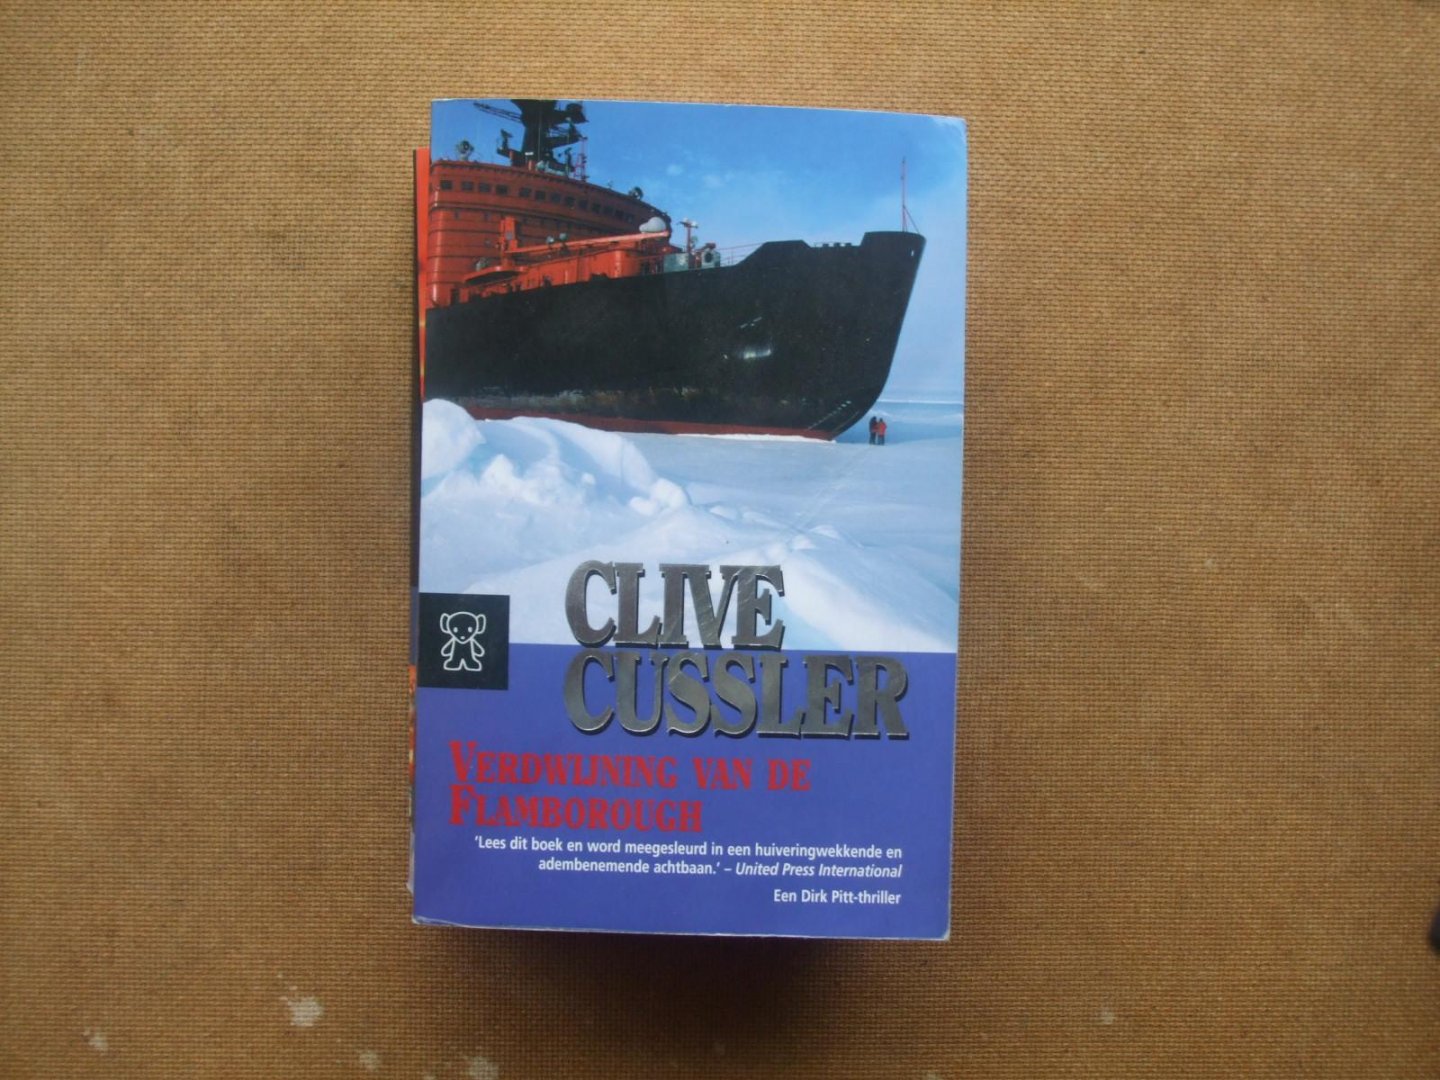 CLIVE
CUSSLER
VERDWIJNING VAN DE
FLAMBOROUGH
'Lees dit boek en word meegesleurd in een huiveringwekkende en
adembenemende achtbaan.' – United Press International
Een Dirk Pitt-thriller